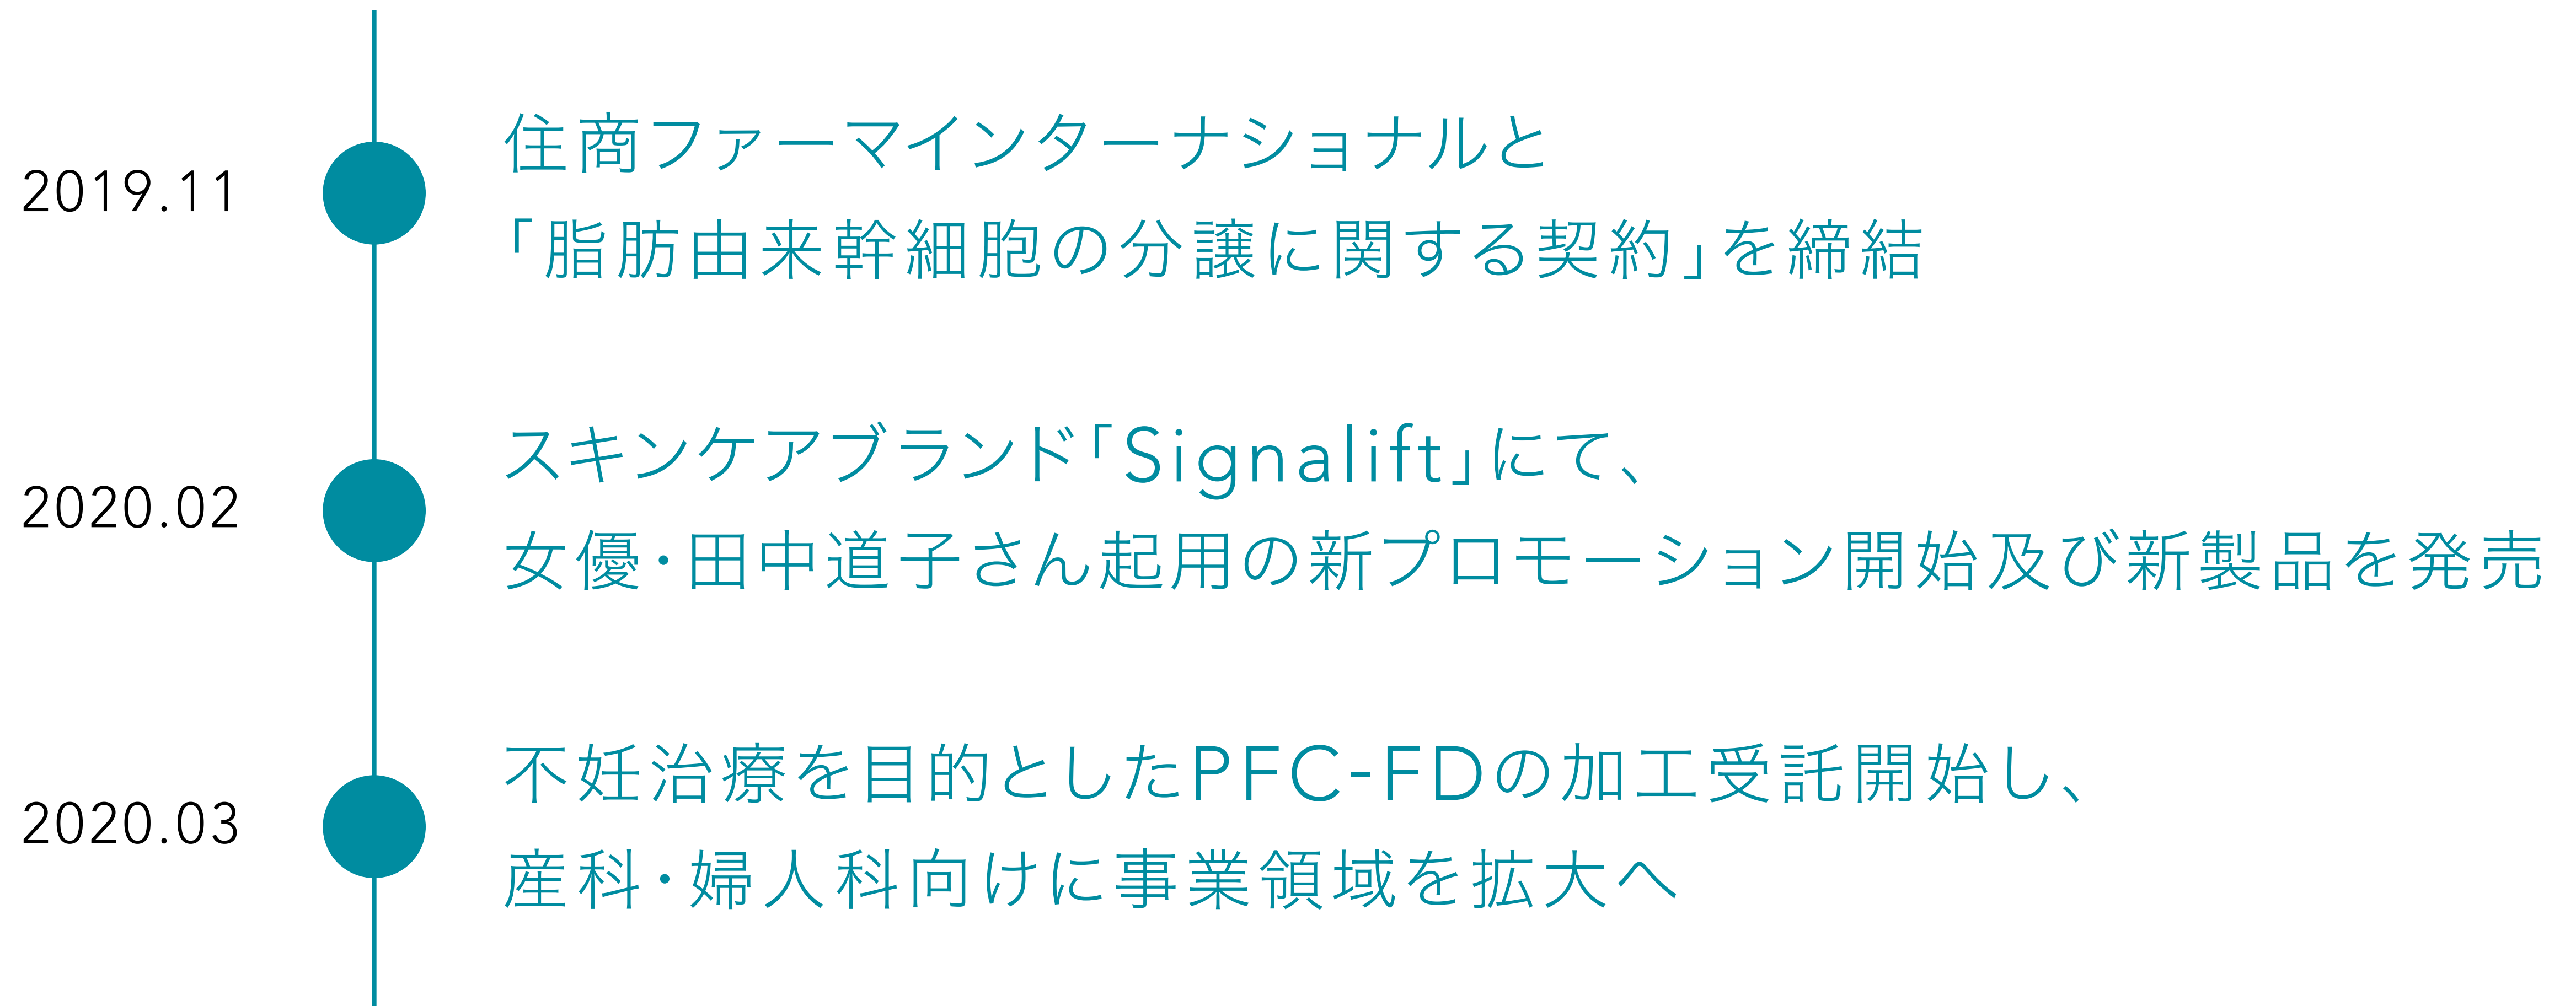 2019.11
住商ファーマインターナショナルと
「脂肪由来幹細胞の分譲に関する契約」を締結
2020.02
スキンケアブランド「Signalift」にて、
女優・田中道子さん起用の新プロモーション開始及び新製品を発売
2020.03
不妊治療を目的としたPFC-FDの加工受託開始し、
産科・婦人科向けに事業領域を拡大へ